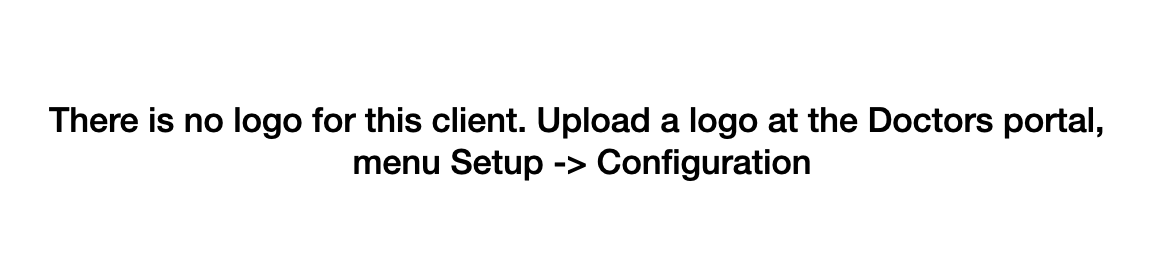 There is no logo for this client. Upload a logo at the Doctors portal,
menu Setup -> Configuration